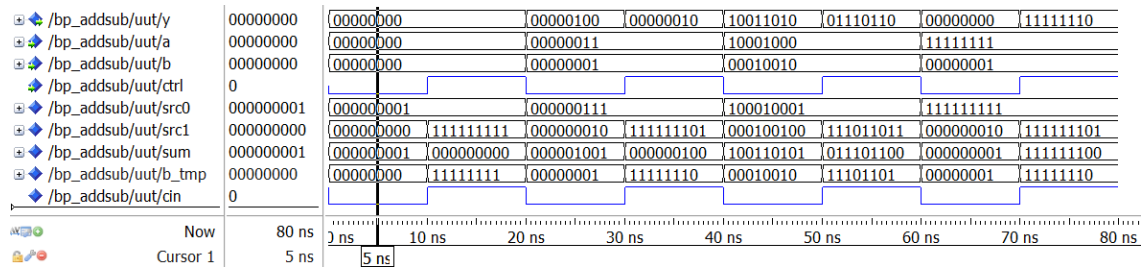 /bp_addsub/uut/y 00000000 00000000 00000100 00000010 10011010 01110110 00000000 11111110
/bp_addsub/uut/a 00000000 00000000 00000011 10001000 11111111
/bp_addsub/uut/b 00000000 00000000 00000001 00010010 00000001
/bp_addsub/uut/ctrl 0
/bp_addsub/uut/src0 000000001 000000001 000000111 100010001 111111111
/bp_addsub/uut/src1 000000000 000000000 111111111 000000010 111111101 000100100 111011011 000000010 111111101
/bp_addsub/uut/sum 000000001 000000001 000000000 000001001 000000100 100110101 011101100 000000001 111111100
/bp_addsub/uut/b_tmp 00000000 00000000 11111111 00000001 11111110 00010010 11101101 00000001 11111110
/bp_addsub/uut/cin 0
Now 80 ns 0 ns 10 ns 20 ns 30 ns 40 ns 50 ns 60 ns 70 ns 80 ns
Cursor 1 5 ns 5 ns